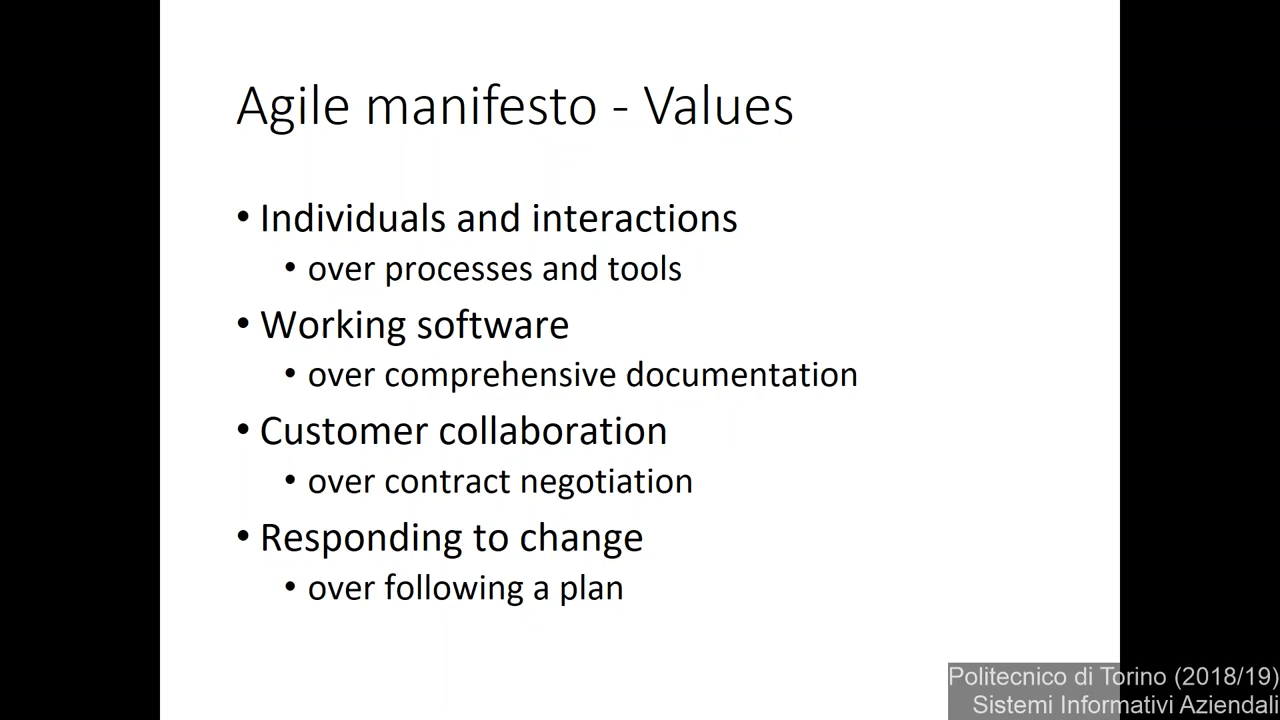 Agile manifesto - Values
• Individuals and interactions
• over processes and tools
• Working software
• over comprehensive documentation
• Customer collaboration
• over contract negotiation
• Responding to change
• over following a plan
Politecnico di Torino (2018/19)
Sistemi Informativi Aziendali